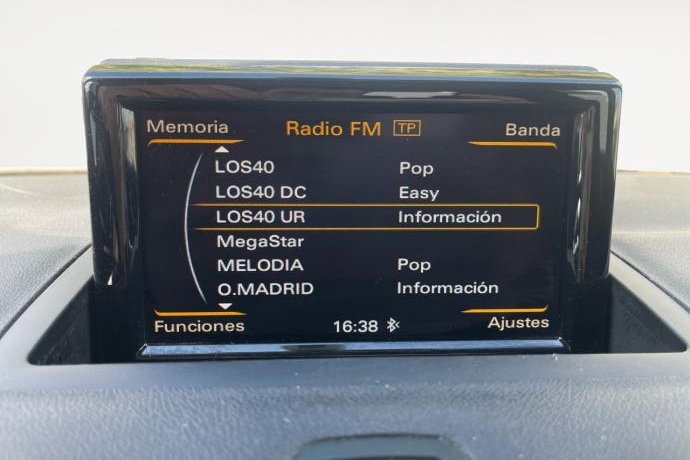 Memoria Radio FM TP Banda
LOS40 Pop
LOS40 DC Easy
LOS40 UR Información
MegaStar
MELODIA Pop
O.MADRID Información
Funciones 16:38 Ajustes